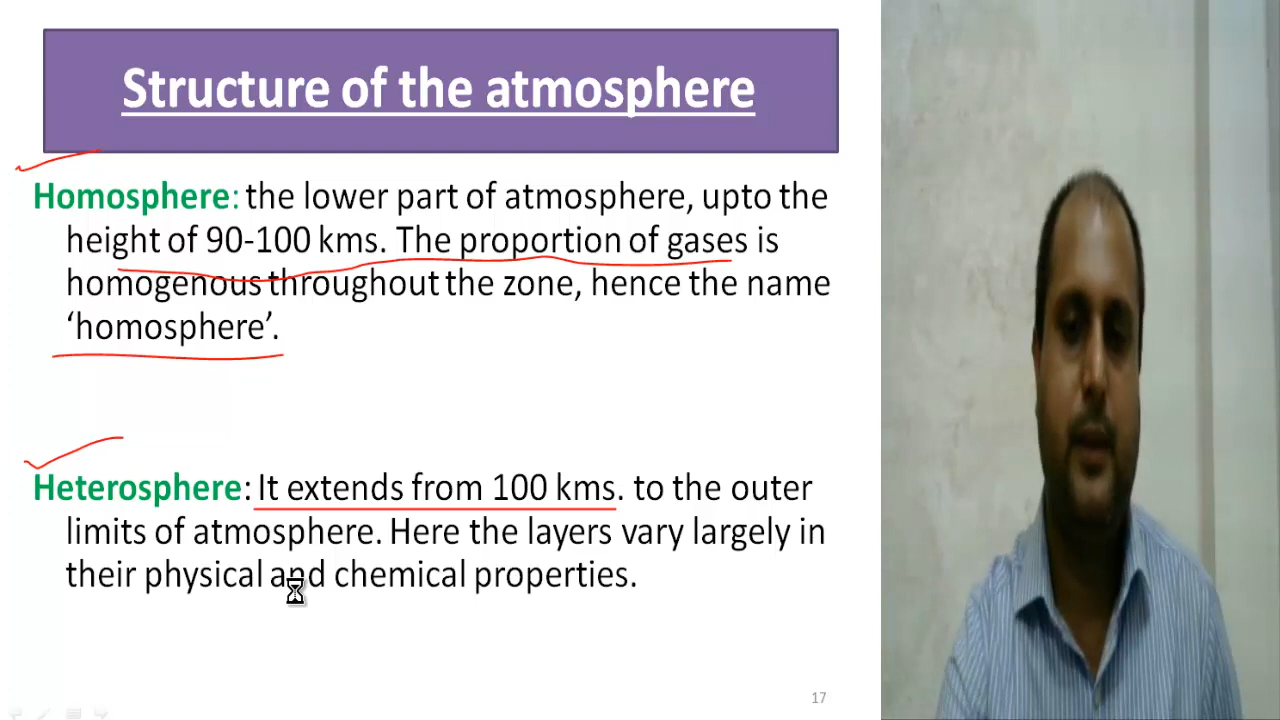 Structure of the atmosphere
Homosphere: the lower part of atmosphere, upto the
height of 90-100 kms. The proportion of gases is
homogenous throughout the zone, hence the name
‘homosphere’.
Heterosphere: It extends from 100 kms. to the outer
limits of atmosphere. Here the layers vary largely in
their physical and chemical properties.
17